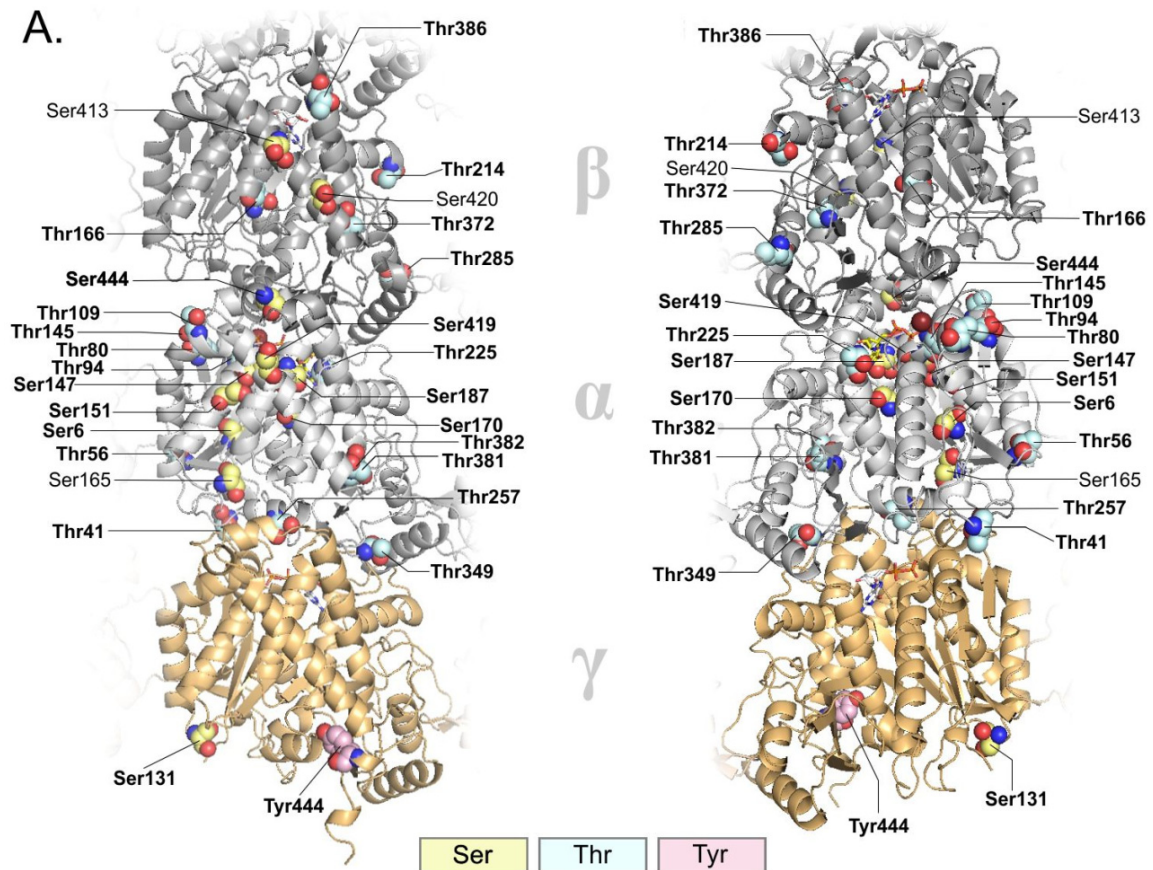 A.
Thr386
Ser413
Thr214
Ser420
Thr372
Thr166
Thr285
Ser444
Thr109
Thr145
Thr80
Thr94
Ser147
Ser151
Ser6
Thr56
Ser165
Thr41
Ser419
Thr225
Ser187
Ser170
Thr382
Thr381
Thr257
Thr349
Ser131
Tyr444
β
α
γ
Thr386
Ser413
Thr214
Ser420
Thr372
Thr166
Thr285
Ser444
Thr145
Thr109
Thr94
Thr80
Ser419
Thr225
Ser187
Ser147
Ser151
Ser170
Ser6
Thr382
Thr56
Thr381
Ser165
Thr257
Thr41
Thr349
Ser131
Tyr444
Ser Thr Tyr